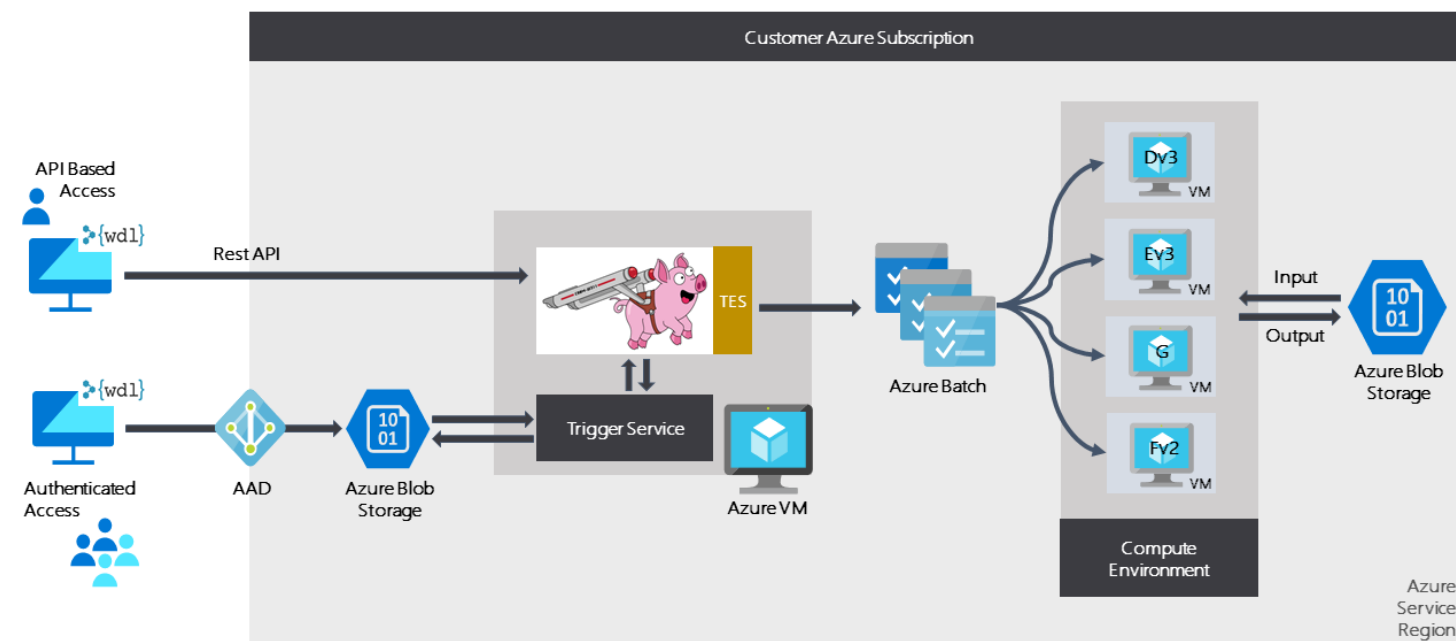 Customer Azure Subscription
API Based
Access
{wdl}
Rest API
TES
Dv3
VM
Ev3
VM
G
VM
Fv2
VM
Input
Output
10
01
Azure Blob
Storage
Azure Batch
{wdl}
Authenticated
Access
AAD
10
01
Azure Blob
Storage
Trigger Service
Azure VM
Compute
Environment
Azure
Service
Region